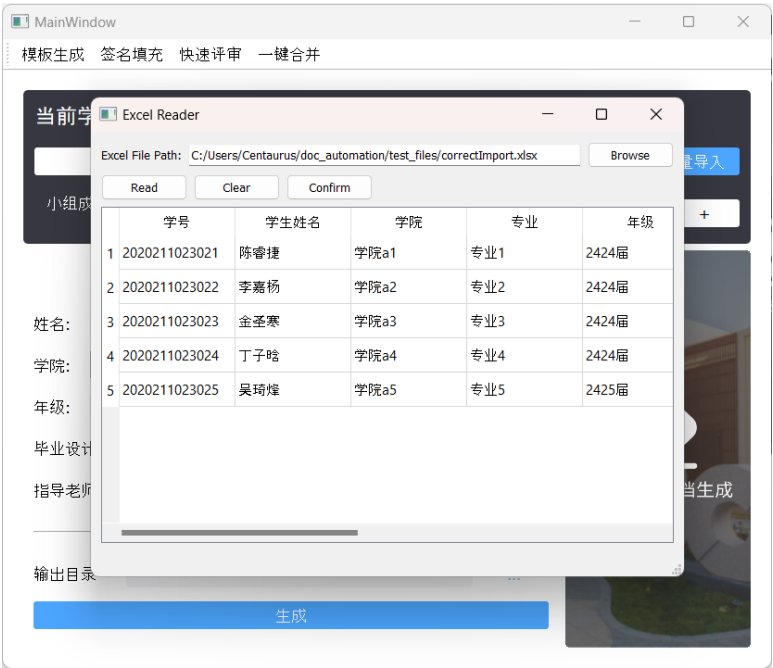 MainWindow
模板生成 签名填充 快速评审 一键合并
当前学
Excel Reader
Excel File Path: C:/Users/Centaurus/doc_automation/test_files/correctImport.xlsx Browse
量导入
Read Clear Confirm
小组成
+
学号 学生姓名 学院 专业 年级
1 2020211023021 陈睿捷 学院a1 专业1 2424届
2 2020211023022 李嘉杨 学院a2 专业2 2424届
3 2020211023023 金圣寒 学院a3 专业3 2424届
4 2020211023024 丁子晗 学院a4 专业4 2424届
5 2020211023025 吴琦烽 学院a5 专业5 2425届
姓名:
学院:
年级:
毕业设计
指导老师
当生成
输出目录
...
生成